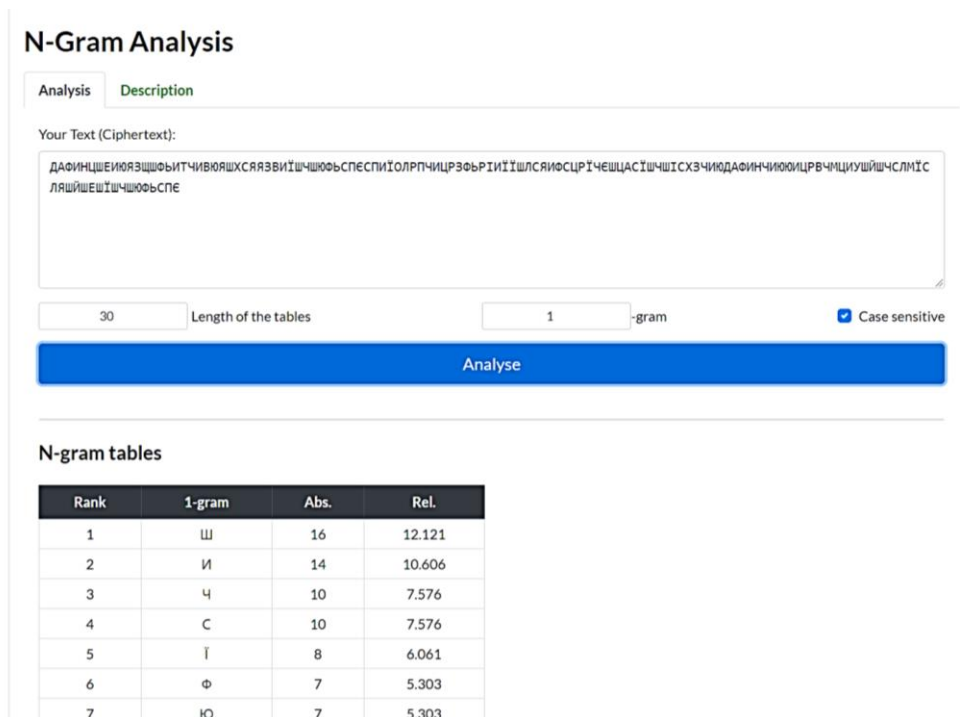 N-Gram Analysis
Analysis Description
Your Text (Ciphertext):
ДАФИНЦШЕИЮЯЗЩШФЬИТЧИВЮЯШХСЯЯЗВИЇШЧШЮФЬСПЄСПИЇОЛРПЧИЦРЗФЬРІИЇЇШЛСЯИФСЦРЇЧЄШЦАСЇШЧШІСХЗЧИЮДАФИНЧИЮЮИЦРВЧМЦИУШЙШЧСЛМЇС
ЛЯШЙШЕШЇШЧШЮФЬСПЄ
30 Length of the tables 1 -gram Case sensitive
Analyse
N-gram tables
Rank 1-gram Abs. Rel.
1 Ш 16 12.121
2 И 14 10.606
3 Ч 10 7.576
4 С 10 7.576
5 Ї 8 6.061
6 Ф 7 5.303
7 Ю 7 5.303